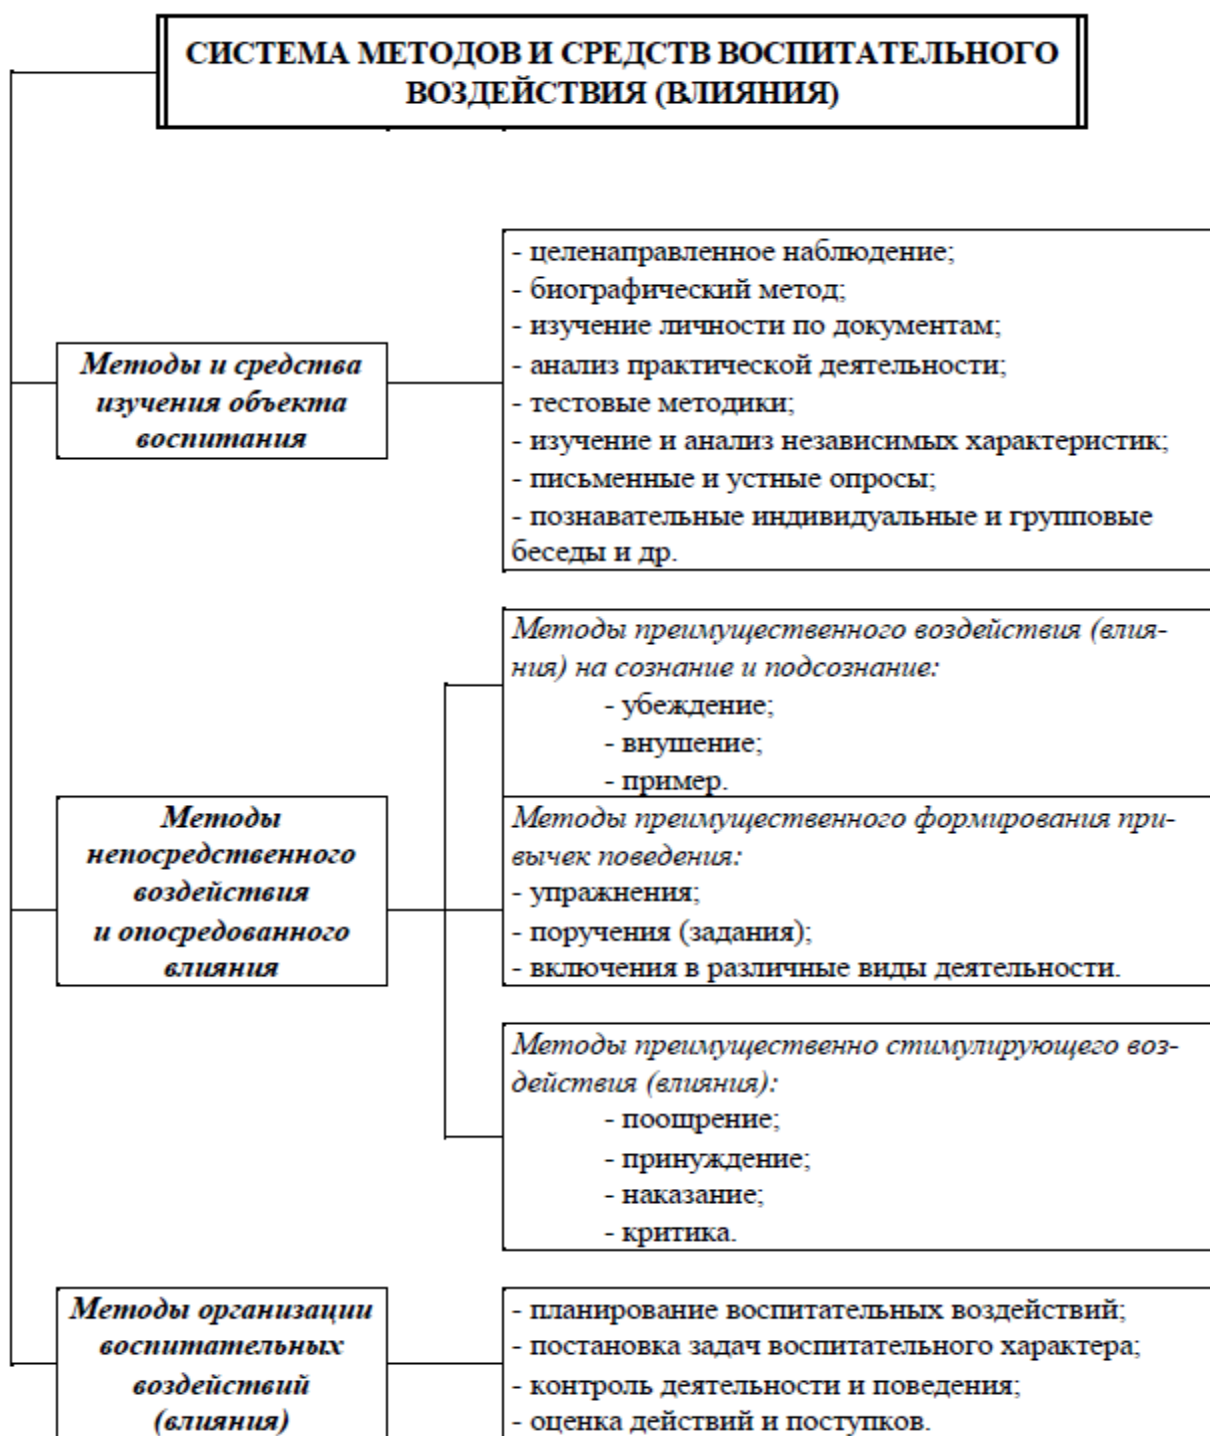 СИСТЕМА МЕТОДОВ И СРЕДСТВ ВОСПИТАТЕЛЬНОГО
ВОЗДЕЙСТВИЯ (ВЛИЯНИЯ)
Методы и средства
изучения объекта
воспитания
- целенаправленное наблюдение;
- биографический метод;
- изучение личности по документам;
- анализ практической деятельности;
- тестовые методики;
- изучение и анализ независимых характеристик;
- письменные и устные опросы;
- познавательные индивидуальные и групповые
беседы и др.
Методы
непосредственного
воздействия
и опосредованного
влияния
Методы преимущественного воздействия (влия-
ния) на сознание и подсознание:
- убеждение;
- внушение;
- пример.
Методы преимущественного формирования при-
вычек поведения:
- упражнения;
- поручения (задания);
- включения в различные виды деятельности.
Методы преимущественно стимулирующего воз-
действия (влияния):
- поощрение;
- принуждение;
- наказание;
- критика.
Методы организации
воспитательных
воздействий
(влияния)
- планирование воспитательных воздействий;
- постановка задач воспитательного характера;
- контроль деятельности и поведения;
- оценка действий и поступков.